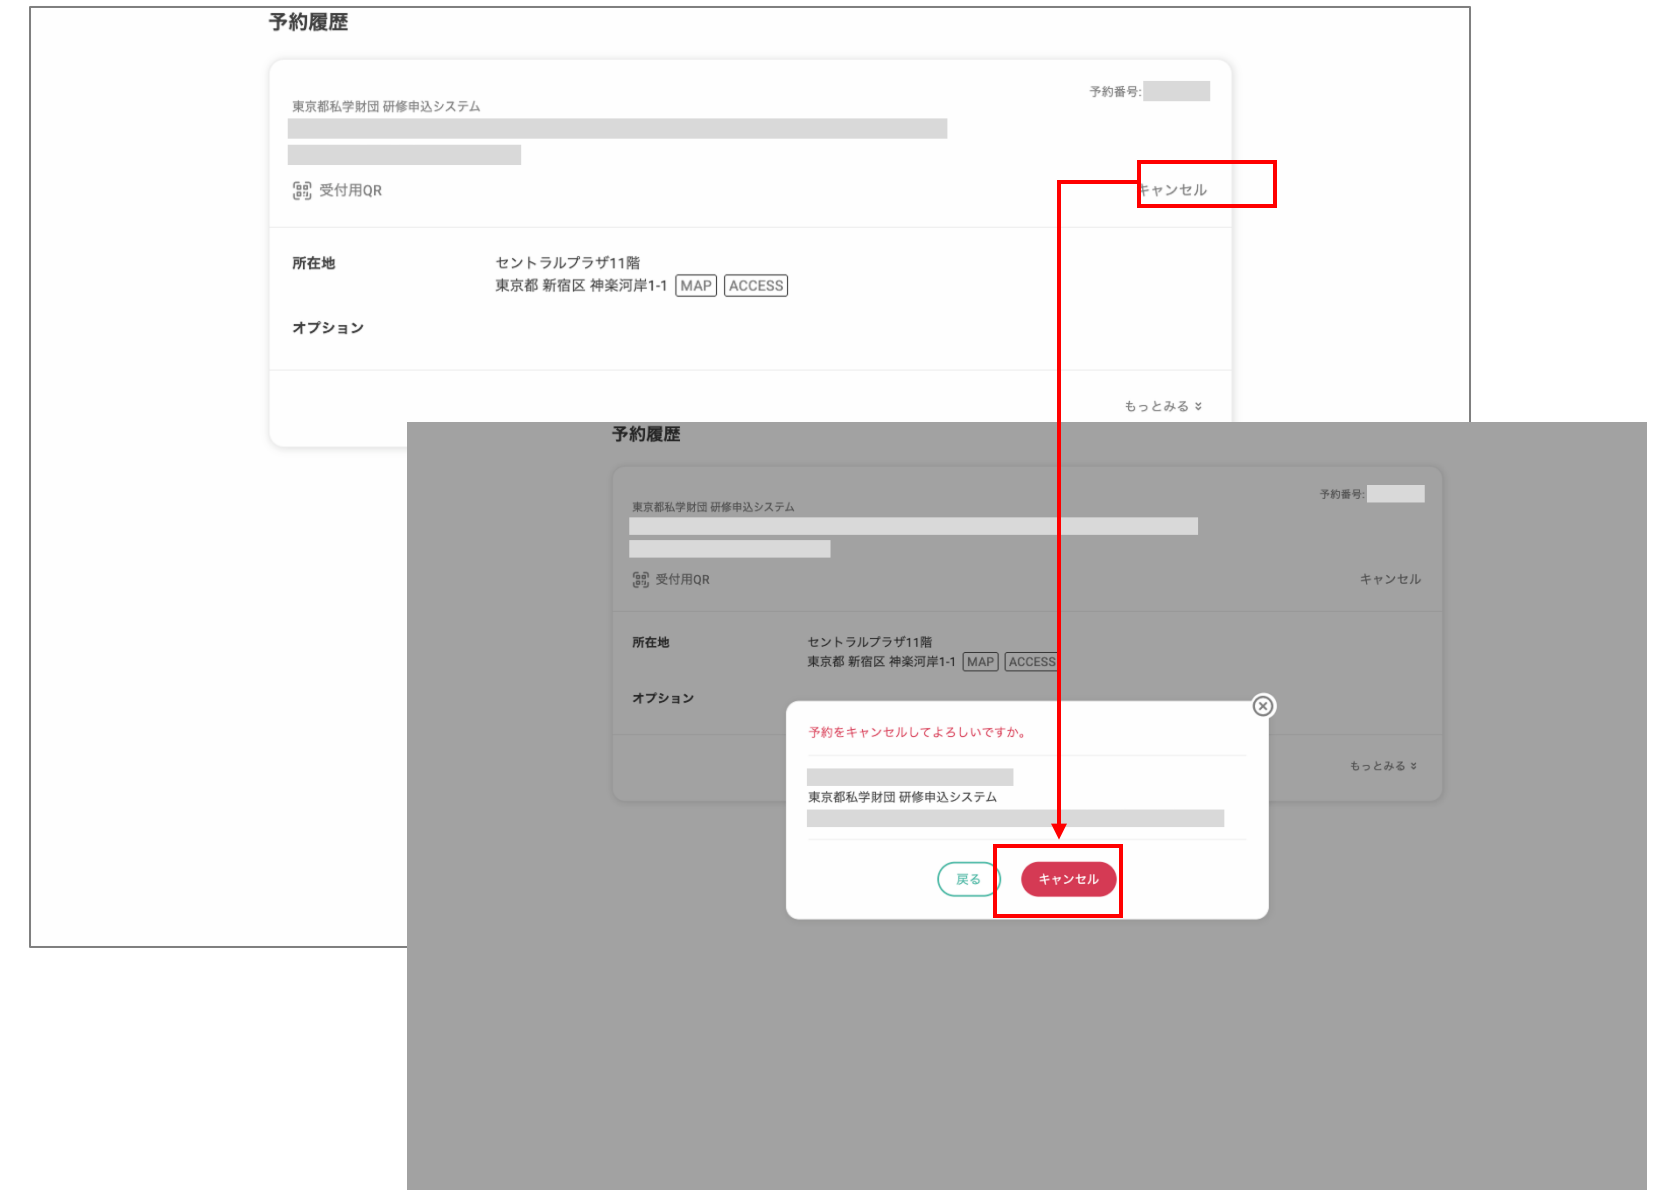 予約履歴
予約番号:
東京都私学財団 研修申込システム
受付用QR
キャンセル
所在地
セントラルプラザ11階
東京都 新宿区 神楽河岸1-1 MAP ACCESS
オプション
もっとみる
予約履歴
予約番号:
東京都私学財団 研修申込システム
受付用QR
キャンセル
所在地
セントラルプラザ11階
東京都 新宿区 神楽河岸1-1 MAP ACCESS
オプション
もっとみる
予約をキャンセルしてよろしいですか。
東京都私学財団 研修申込システム
戻る
キャンセル